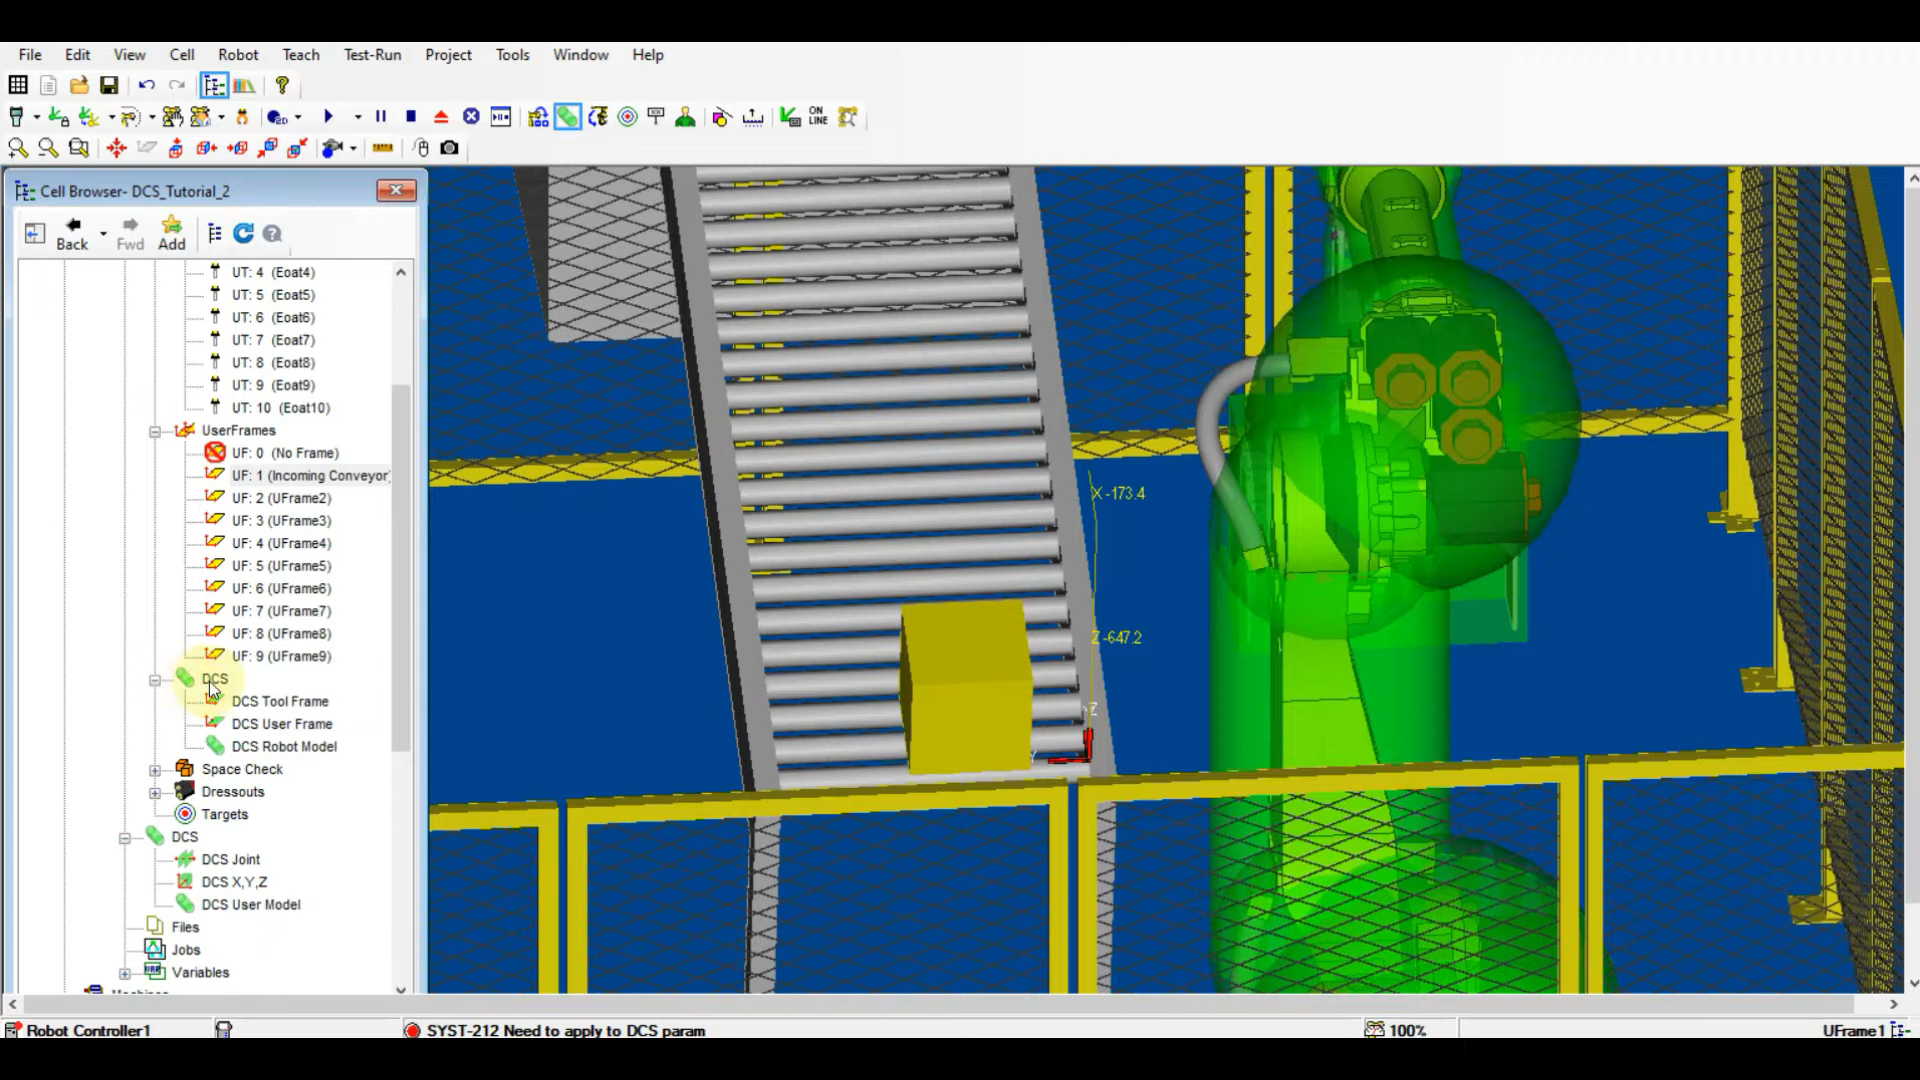 File Edit View Cell Robot Teach Test-Run Project Tools Window Help
ON
LINE
Cell Browser- DCS_Tutorial_2
Back Fwd Add
UT: 4 (Eoat4)
UT: 5 (Eoat5)
UT: 6 (Eoat6)
UT: 7 (Eoat7)
UT: 8 (Eoat8)
UT: 9 (Eoat9)
UT: 10 (Eoat10)
UserFrames
UF: 0 (No Frame)
UF: 1 (Incoming Conveyor)
UF: 2 (UFrame2)
UF: 3 (UFrame3)
UF: 4 (UFrame4)
UF: 5 (UFrame5)
UF: 6 (UFrame6)
UF: 7 (UFrame7)
UF: 8 (UFrame8)
UF: 9 (UFrame9)
DCS
DCS Tool Frame
DCS User Frame
DCS Robot Model
Space Check
Dressouts
Targets
DCS
DCS Joint
DCS X,Y,Z
DCS User Model
Files
Jobs
Variables
X -173.4
Z -647.2
Z
Y
Robot Controller1
SYST-212 Need to apply to DCS param
100%
UFrame1